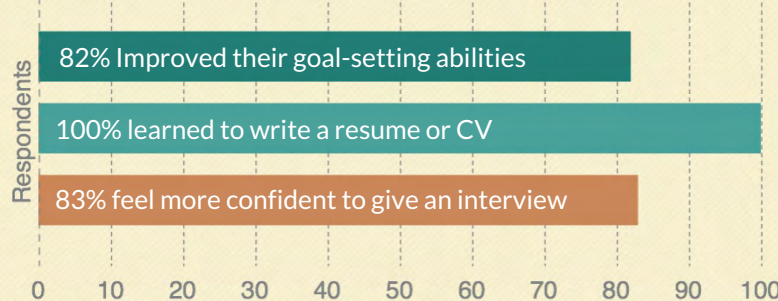 82% Improved their goal-setting abilities
100% learned to write a resume or CV
83% feel more confident to give an interview
Respondents
0 10 20 30 40 50 60 70 80 90 100